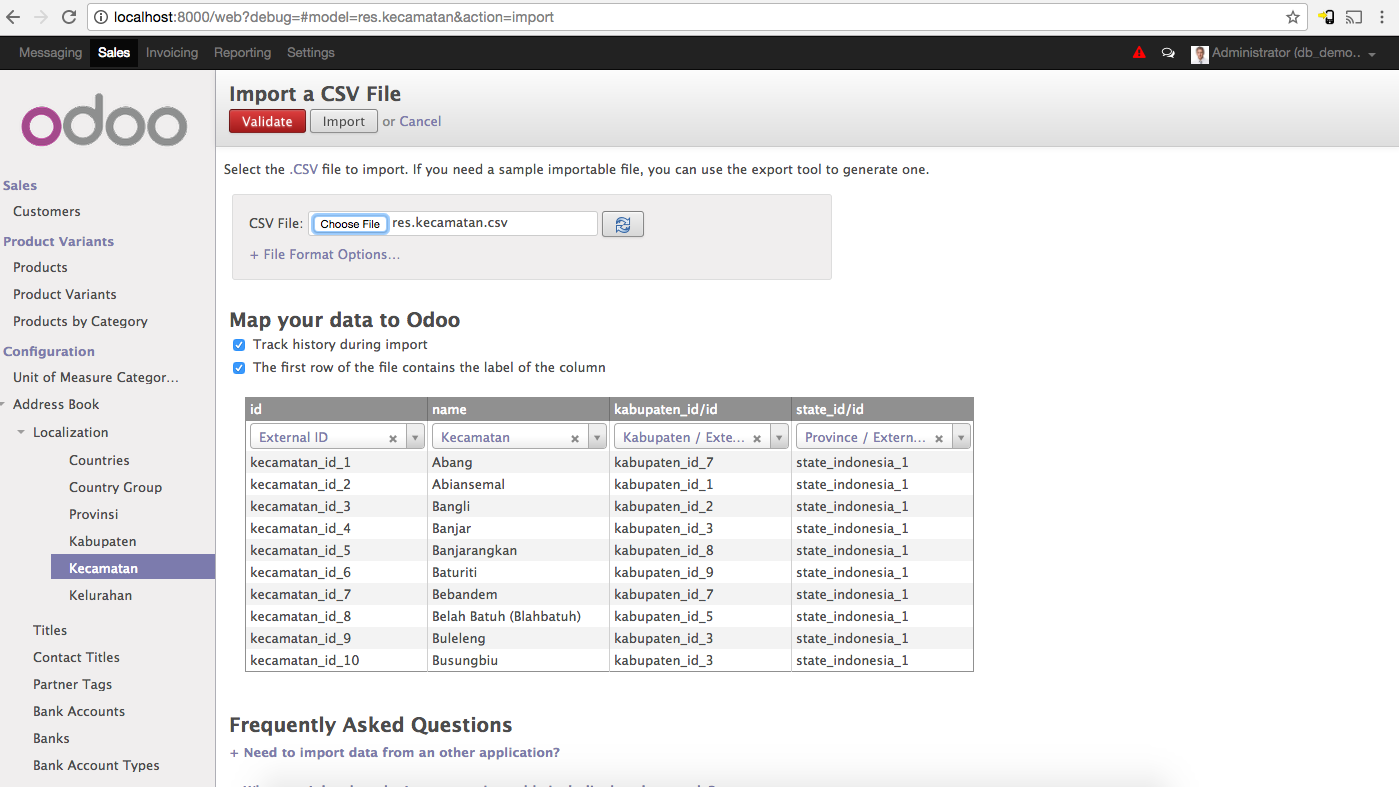 localhost:8000/web?debug=#model=res.kecamatan&action=import
Messaging Sales Invoicing Reporting Settings Administrator (db_demo..
odoo
Sales
Customers
Product Variants
Products
Product Variants
Products by Category
Configuration
Unit of Measure Categor...
Address Book
Localization
Countries
Country Group
Provinsi
Kabupaten
Kecamatan
Kelurahan
Titles
Contact Titles
Partner Tags
Bank Accounts
Banks
Bank Account Types
Import a CSV File
Validate Import or Cancel
Select the .CSV file to import. If you need a sample importable file, you can use the export tool to generate one.
CSV File: Choose File res.kecamatan.csv
+ File Format Options...
Map your data to Odoo
Track history during import
The first row of the file contains the label of the column
id name kabupaten_id/id state_id/id
External ID Kecamatan Kabupaten / Exte... Province / Extern...
kecamatan_id_1 Abang kabupaten_id_7 state_indonesia_1
kecamatan_id_2 Abiansemal kabupaten_id_1 state_indonesia_1
kecamatan_id_3 Bangli kabupaten_id_2 state_indonesia_1
kecamatan_id_4 Banjar kabupaten_id_3 state_indonesia_1
kecamatan_id_5 Banjarangkan kabupaten_id_8 state_indonesia_1
kecamatan_id_6 Baturiti kabupaten_id_9 state_indonesia_1
kecamatan_id_7 Bebandem kabupaten_id_7 state_indonesia_1
kecamatan_id_8 Belah Batuh (Blahbatuh) kabupaten_id_5 state_indonesia_1
kecamatan_id_9 Buleleng kabupaten_id_3 state_indonesia_1
kecamatan_id_10 Busungbiu kabupaten_id_3 state_indonesia_1
Frequently Asked Questions
+ Need to import data from an other application?